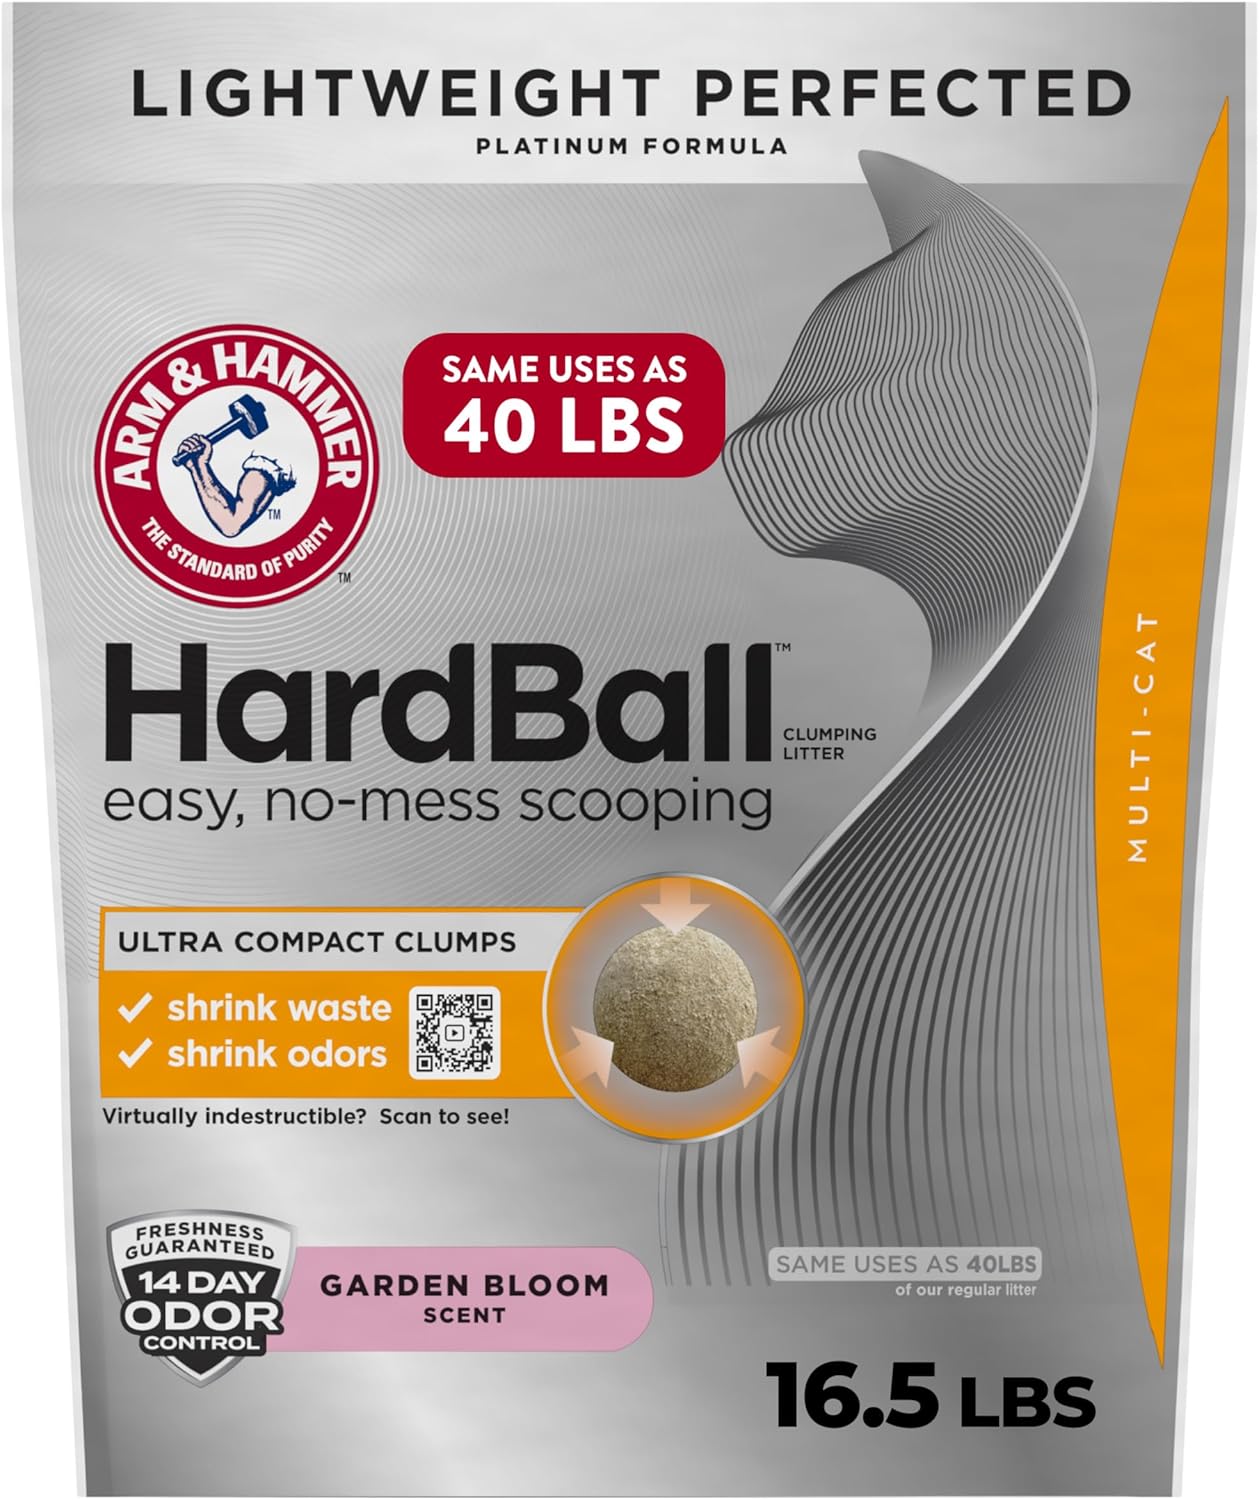 LIGHTWEIGHT PERFECTED
PLATINUM FORMULA
ARM & HAMMER
THE STANDARD OF PURITY
TM
TM
SAME USES AS
40 LBS
HardBall™
CLUMPING
LITTER
easy, no-mess scooping
MULTI-CAT
ULTRA COMPACT CLUMPS
✓ shrink waste
✓ shrink odors
Virtually indestructible? Scan to see!
FRESHNESS
GUARANTEED
14 DAY
ODOR
CONTROL
GARDEN BLOOM
SCENT
SAME USES AS 40LBS
of our regular litter
16.5 LBS